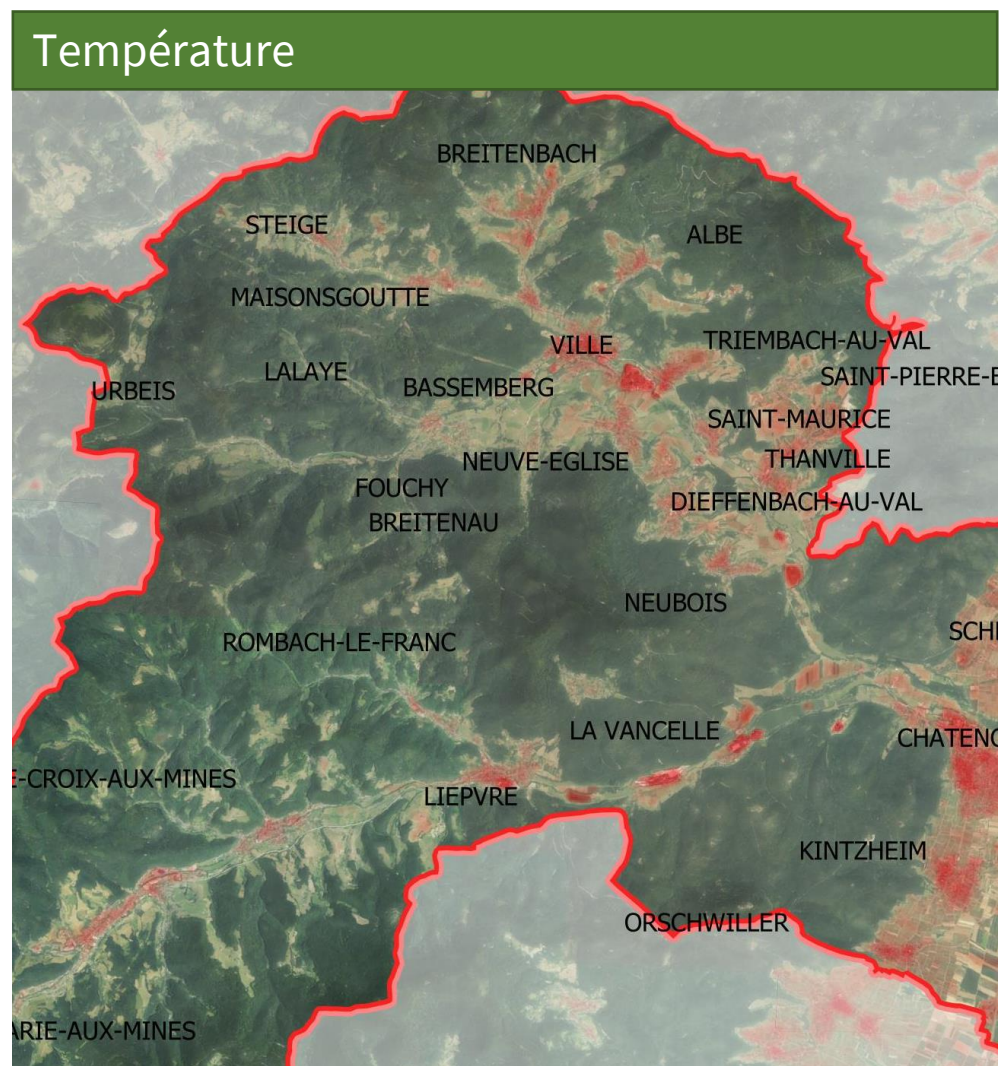 Température
BREITENBACH
STEIGE
ALBE
MAISONSGOUTTE
VILLE
TRIEMBACH-AU-VAL
LALAYE
SAINT-PIERRE-B
URBEIS
BASSEMBERG
SAINT-MAURICE
NEUVE-EGLISE
THANVILLE
FOUCHY
DIEFFENBACH-AU-VAL
BREITENAU
NEUBOIS
SCH
ROMBACH-LE-FRANC
LA VANCELLE
CHATENO
E-CROIX-AUX-MINES
LIEPVRE
KINTZHEIM
ORSCHWILLER
ARIE-AUX-MINES